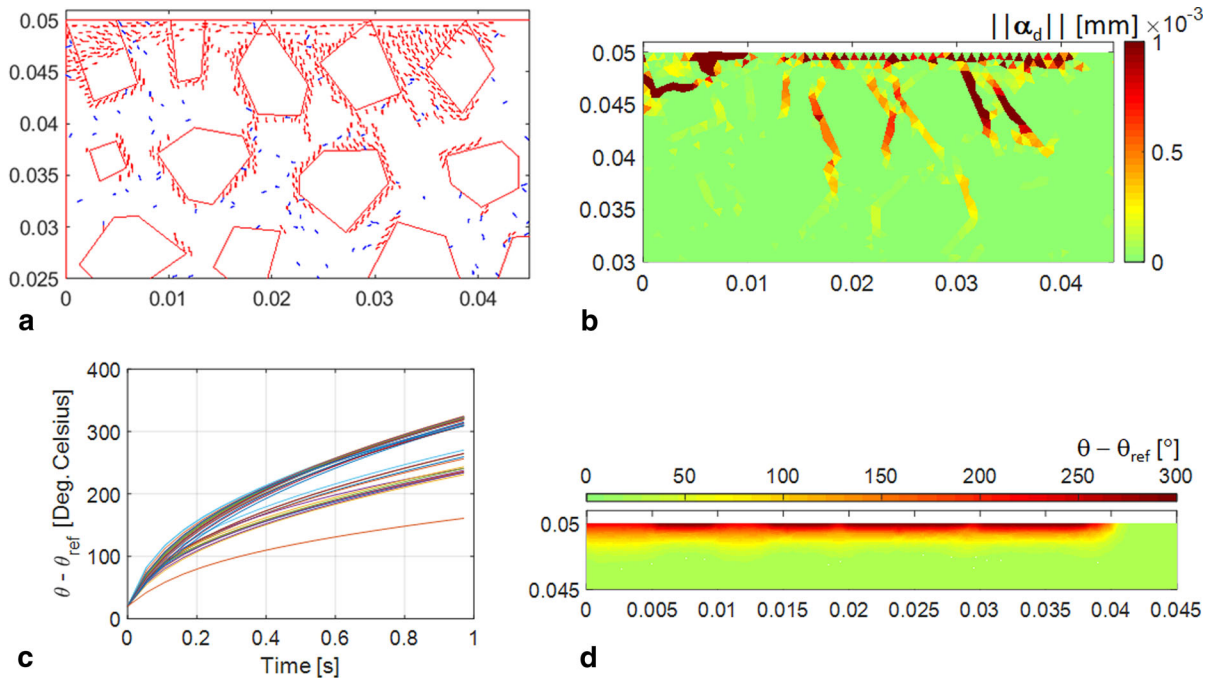 0.05
0.045
0.04
0.035
0.03
0.025
0 0.01 0.02 0.03 0.04
a
||α_d|| [mm] ×10⁻³
1
0.5
0
0.05
0.045
0.04
0.035
0.03
0 0.01 0.02 0.03 0.04
b
400
300
200
100
0
θ - θ_ref [Deg. Celsius]
0 0.2 0.4 0.6 0.8 1
Time [s]
c
θ − θ_ref [°]
0 50 100 150 200 250 300
0.05
0.045
0 0.005 0.01 0.015 0.02 0.025 0.03 0.035 0.04 0.045
d